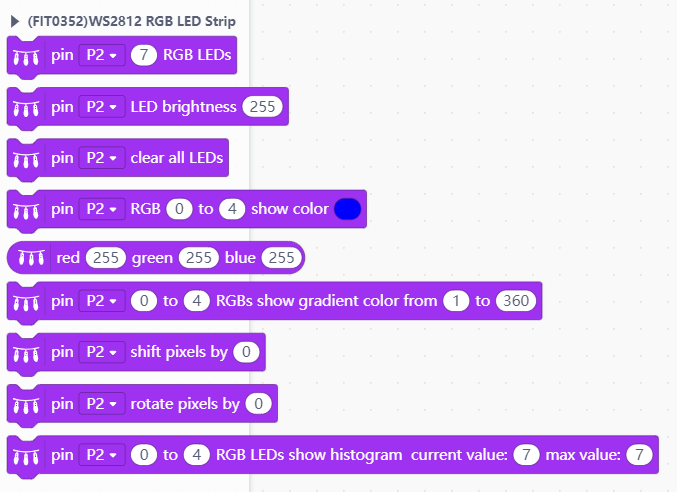 (FIT0352)WS2812 RGB LED Strip
pin P2 7 RGB LEDs
pin P2 LED brightness 255
pin P2 clear all LEDs
pin P2 RGB 0 to 4 show color
red 255 green 255 blue 255
pin P2 0 to 4 RGBs show gradient color from 1 to 360
pin P2 shift pixels by 0
pin P2 rotate pixels by 0
pin P2 0 to 4 RGB LEDs show histogram current value: 7 max value: 7